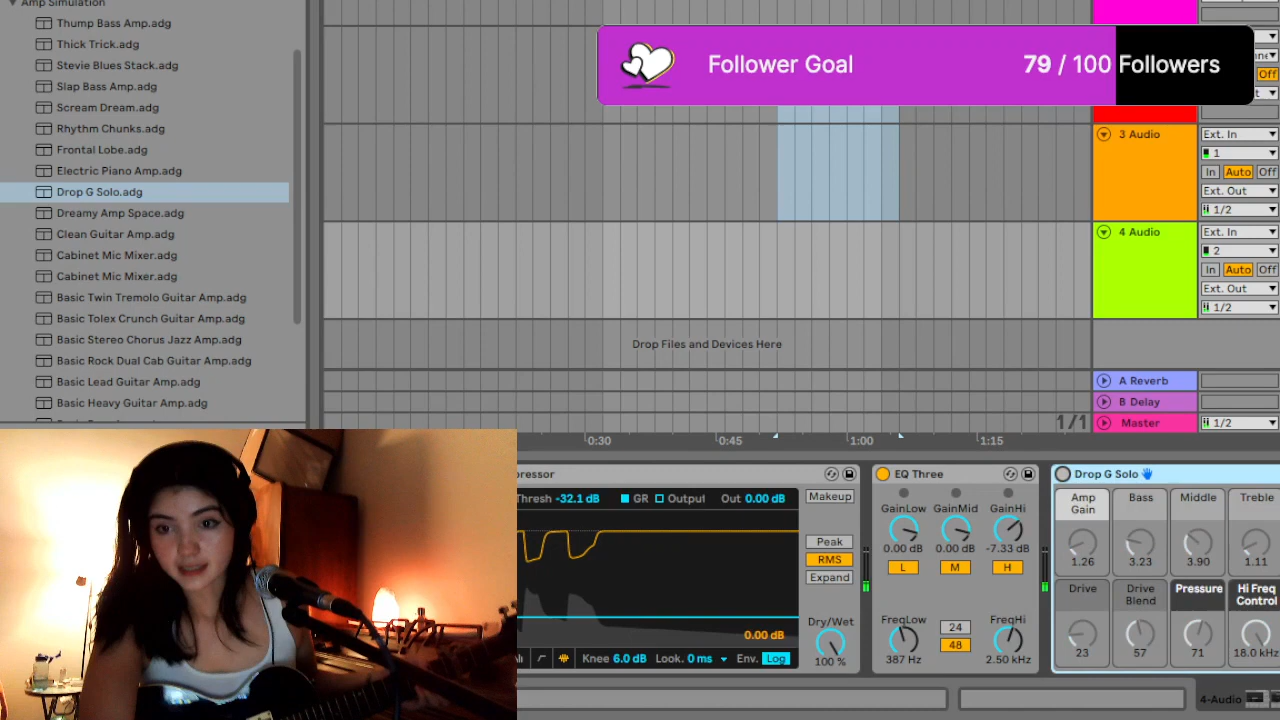 Amp Simulation
Thump Bass Amp.adg
Thick Trick.adg
Stevie Blues Stack.adg
Slap Bass Amp.adg
Scream Dream.adg
Rhythm Chunks.adg
Frontal Lobe.adg
Electric Piano Amp.adg
Drop G Solo.adg
Dreamy Amp Space.adg
Clean Guitar Amp.adg
Cabinet Mic Mixer.adg
Cabinet Mic Mixer.adg
Basic Twin Tremolo Guitar Amp.adg
Basic Tolex Crunch Guitar Amp.adg
Basic Stereo Chorus Jazz Amp.adg
Basic Rock Dual Cab Guitar Amp.adg
Basic Lead Guitar Amp.adg
Basic Heavy Guitar Amp.adg
Follower Goal 79 / 100 Followers
Off
3 Audio Ext. In
1
In Auto Off
Ext. Out
1/2
4 Audio Ext. In
2
In Auto Off
Ext. Out
1/2
Drop Files and Devices Here
A Reverb
B Delay
1/1 Master 1/2
0:30 0:45 1:00 1:15
pressor
Thresh -32.1 dB GR Output Out 0.00 dB Makeup
Peak
RMS
Expand
Dry/Wet
100 %
0.00 dB
Knee 6.0 dB Look. 0 ms Env. Log
EQ Three
GainLow GainMid GainHi
0.00 dB 0.00 dB -7.33 dB
L M H
FreqLow 24 FreqHi
48
387 Hz 2.50 kHz
Drop G Solo
Amp Gain Bass Middle Treble
1.26 3.23 3.90 1.11
Drive Drive Blend Pressure Hi Freq Control
23 57 71 18.0 kHz
4-Audio